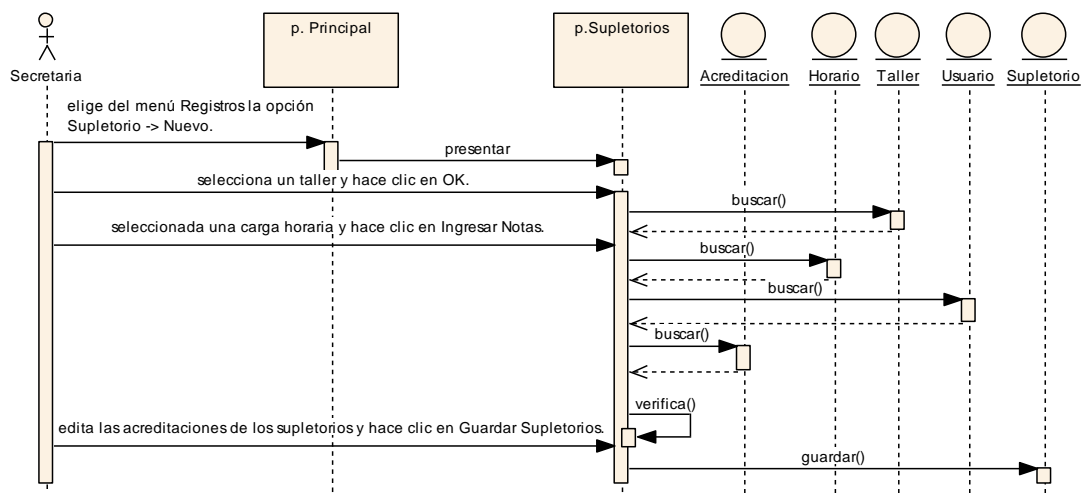 p. Principal
p.Supletorios
Secretaria
Acreditacion
Horario
Taller
Usuario
Supletorio
elige del menú Registros la opción
Supletorio -> Nuevo.
presentar
selecciona un taller y hace clic en OK.
buscar()
seleccionada una carga horaria y hace clic en Ingresar Notas.
buscar()
buscar()
buscar()
verifica()
edita las acreditaciones de los supletorios y hace clic en Guardar Supletorios.
guardar()